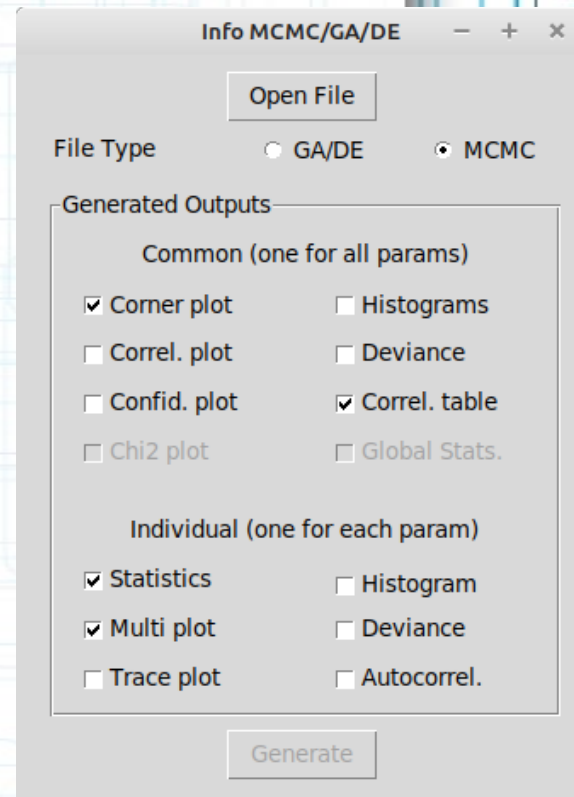 Info MCMC/GA/DE
Open File
File Type GA/DE MCMC
Generated Outputs
Common (one for all params)
Corner plot Histograms
Correl. plot Deviance
Confid. plot Correl. table
Chi2 plot Global Stats.
Individual (one for each param)
Statistics Histogram
Multi plot Deviance
Trace plot Autocorrel.
Generate